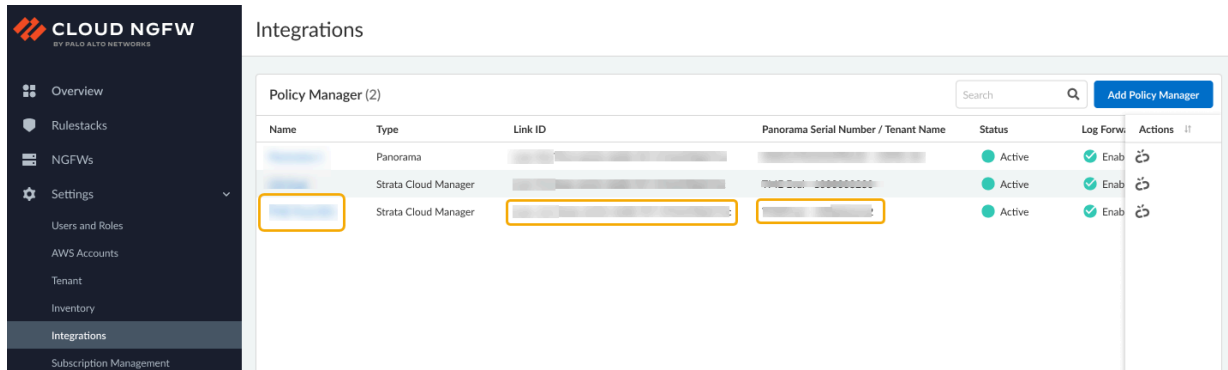 CLOUD NGFW
BY PALO ALTO NETWORKS
Overview
Rulestacks
NGFWs
Settings
Users and Roles
AWS Accounts
Tenant
Inventory
Integrations
Subscription Management
Integrations
Policy Manager (2)
Search
Add Policy Manager
Name Type Link ID Panorama Serial Number / Tenant Name Status Log Forw Actions
Panorama Active Enab
Strata Cloud Manager Active Enab
Strata Cloud Manager Active Enab